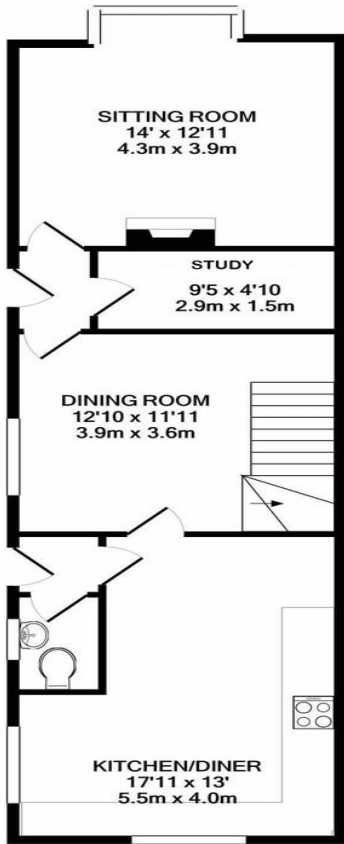 SITTING ROOM
14' x 12'11
4.3m x 3.9m
STUDY
9'5 x 4'10
2.9m x 1.5m
DINING ROOM
12'10 x 11'11
3.9m x 3.6m
KITCHEN/DINER
17'11 x 13'
5.5m x 4.0m